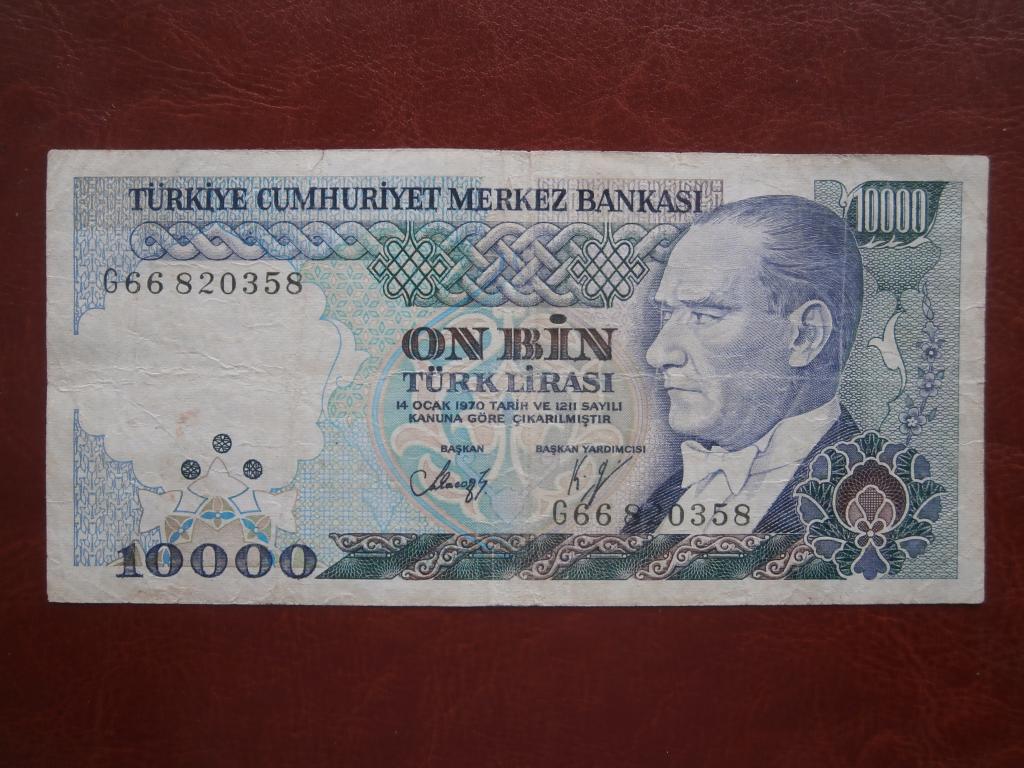 TÜRKİYE CUMHURİYET MERKEZ BANKASI
10000
G66 820358
ON BİN
TÜRK LİRASI
14 OCAK 1970 TARİH VE 1211 SAYILI
KANUNA GÖRE ÇIKARILMIŞTIR
BAŞKAN BAŞKAN YARDIMCISI
G66 820358
10000